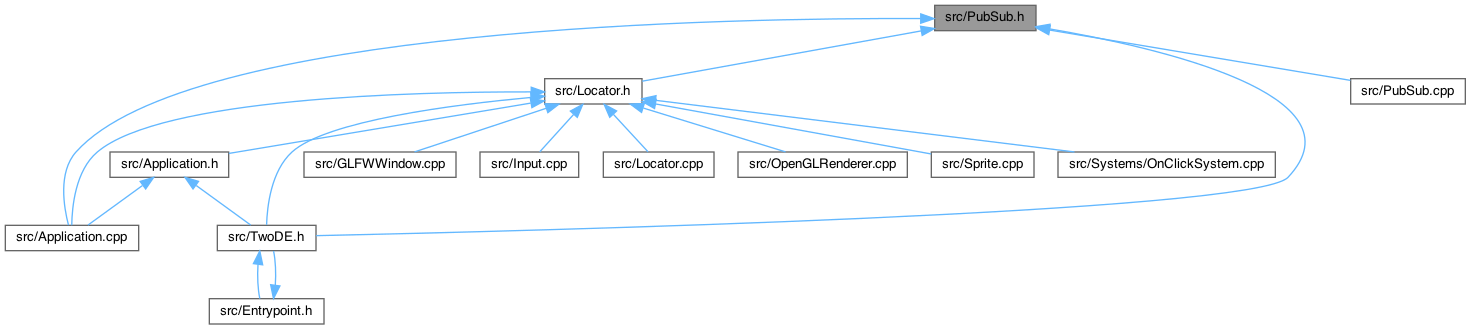 src/PubSub.h
src/Locator.h
src/PubSub.cpp
src/Application.h
src/GLFWWindow.cpp
src/Input.cpp
src/Locator.cpp
src/OpenGLRenderer.cpp
src/Sprite.cpp
src/Systems/OnClickSystem.cpp
src/Application.cpp
src/TwoDE.h
src/Entrypoint.h